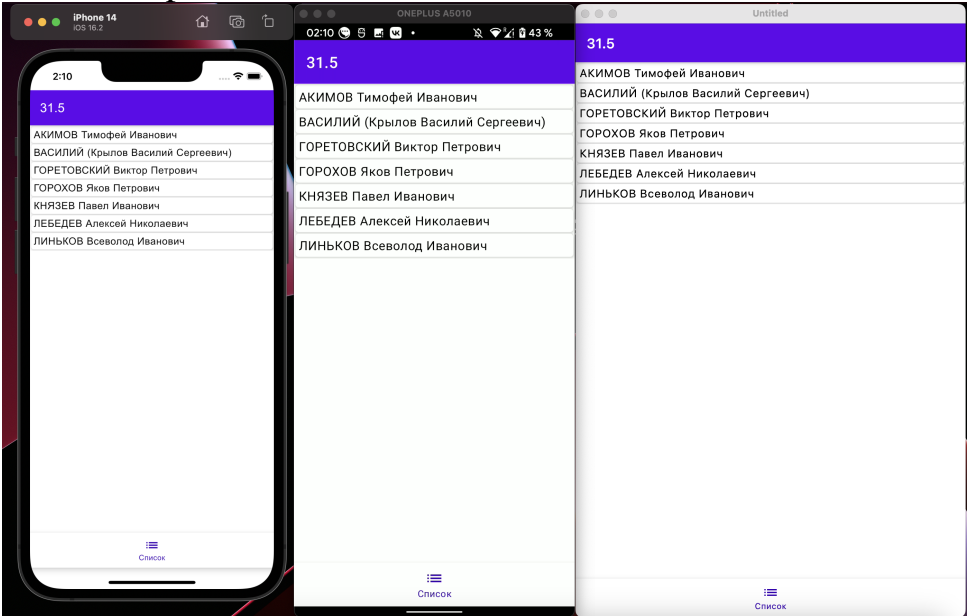 iPhone 14
iOS 16.2
2:10
31.5
АКИМОВ Тимофей Иванович
ВАСИЛИЙ (Крылов Василий Сергеевич)
ГОРЕТОВСКИЙ Виктор Петрович
ГОРОХОВ Яков Петрович
КНЯЗЕВ Павел Иванович
ЛЕБЕДЕВ Алексей Николаевич
ЛИНЬКОВ Всеволод Иванович
Список
ONEPLUS A5010
02:10 43 %
31.5
АКИМОВ Тимофей Иванович
ВАСИЛИЙ (Крылов Василий Сергеевич)
ГОРЕТОВСКИЙ Виктор Петрович
ГОРОХОВ Яков Петрович
КНЯЗЕВ Павел Иванович
ЛЕБЕДЕВ Алексей Николаевич
ЛИНЬКОВ Всеволод Иванович
Список
Untitled
31.5
АКИМОВ Тимофей Иванович
ВАСИЛИЙ (Крылов Василий Сергеевич)
ГОРЕТОВСКИЙ Виктор Петрович
ГОРОХОВ Яков Петрович
КНЯЗЕВ Павел Иванович
ЛЕБЕДЕВ Алексей Николаевич
ЛИНЬКОВ Всеволод Иванович
Список